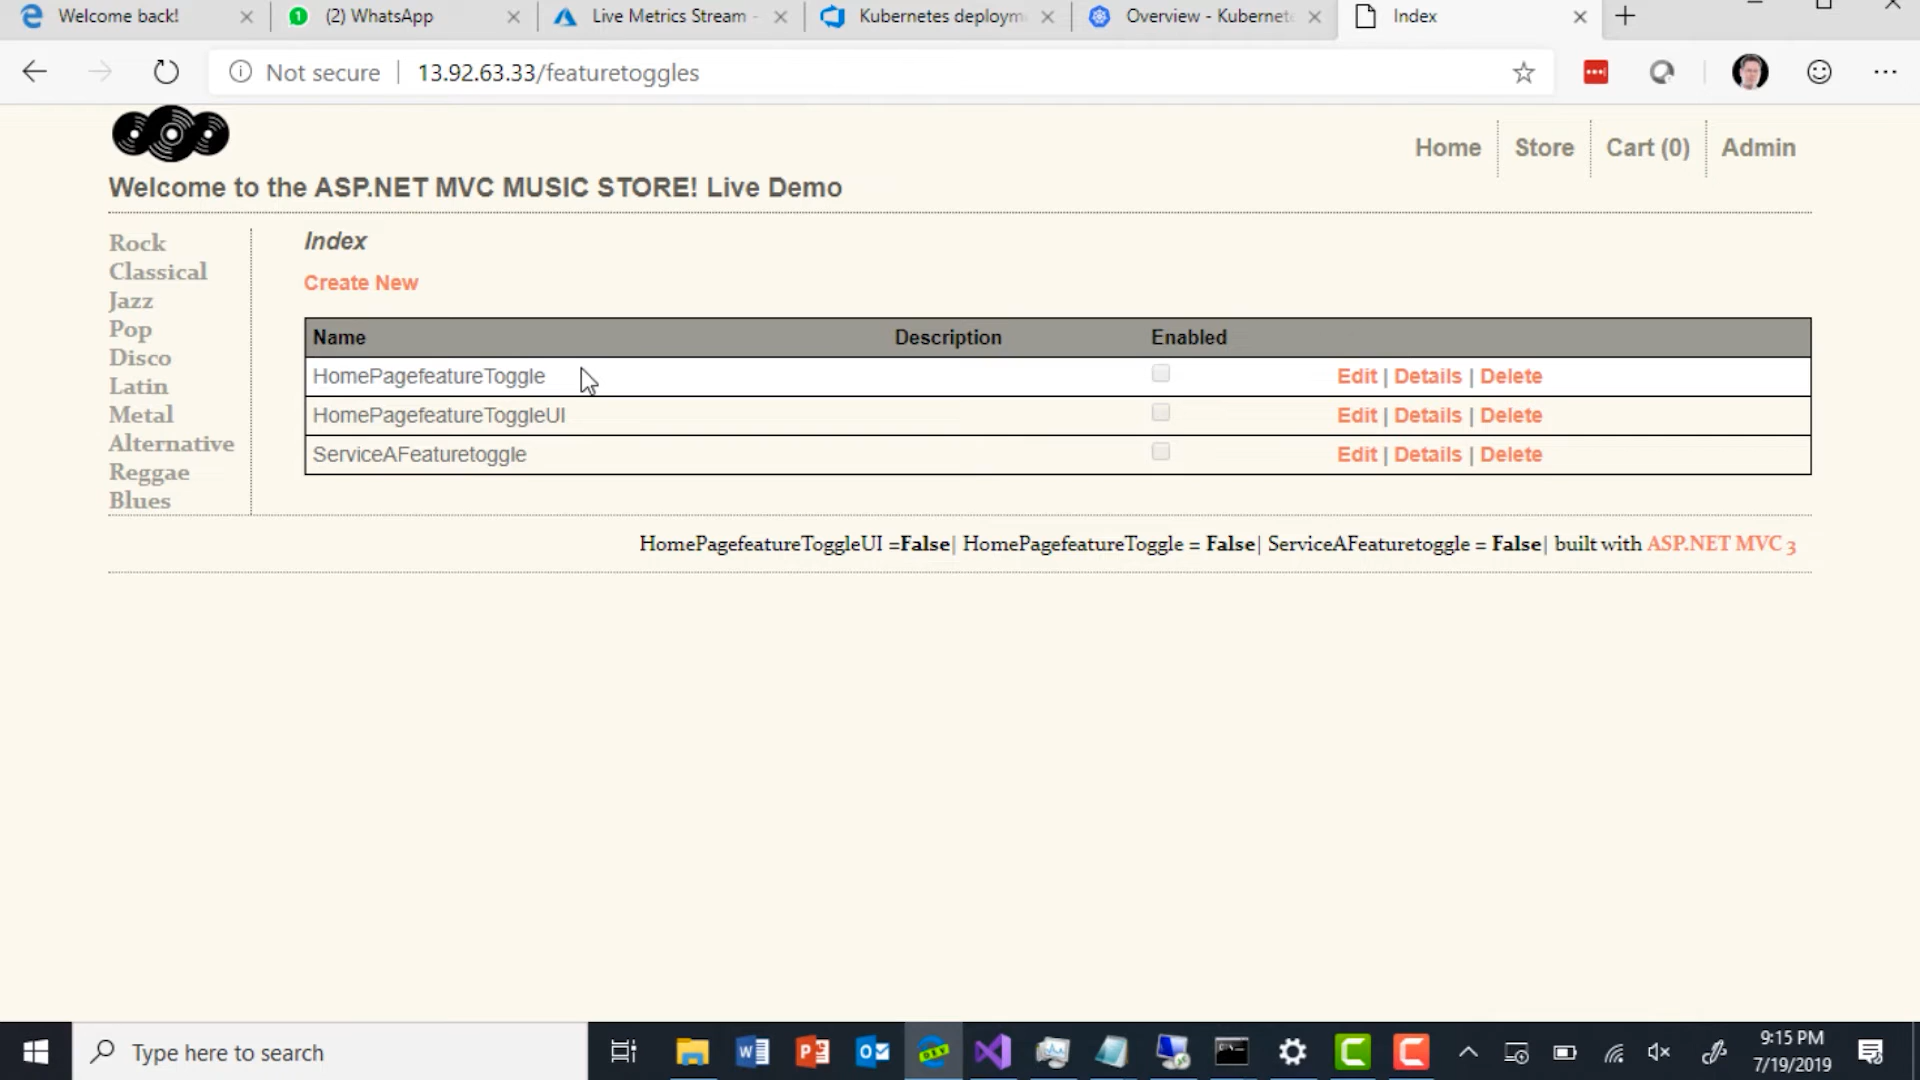 Welcome back!
1 (2) WhatsApp
Live Metrics Stream -
Kubernetes deploym
Overview - Kubernet
Index
Not secure | 13.92.63.33/featuretoggles
Home
Store
Cart (0)
Admin
Welcome to the ASP.NET MVC MUSIC STORE! Live Demo
Rock
Classical
Jazz
Pop
Disco
Latin
Metal
Alternative
Reggae
Blues
Index
Create New
Name Description Enabled
HomePagefeatureToggle Edit | Details | Delete
HomePagefeatureToggleUI Edit | Details | Delete
ServiceAFeaturetoggle Edit | Details | Delete
HomePagefeatureToggleUI =False| HomePagefeatureToggle = False| ServiceAFeaturetoggle = False| built with ASP.NET MVC 3
Type here to search
9:15 PM
7/19/2019